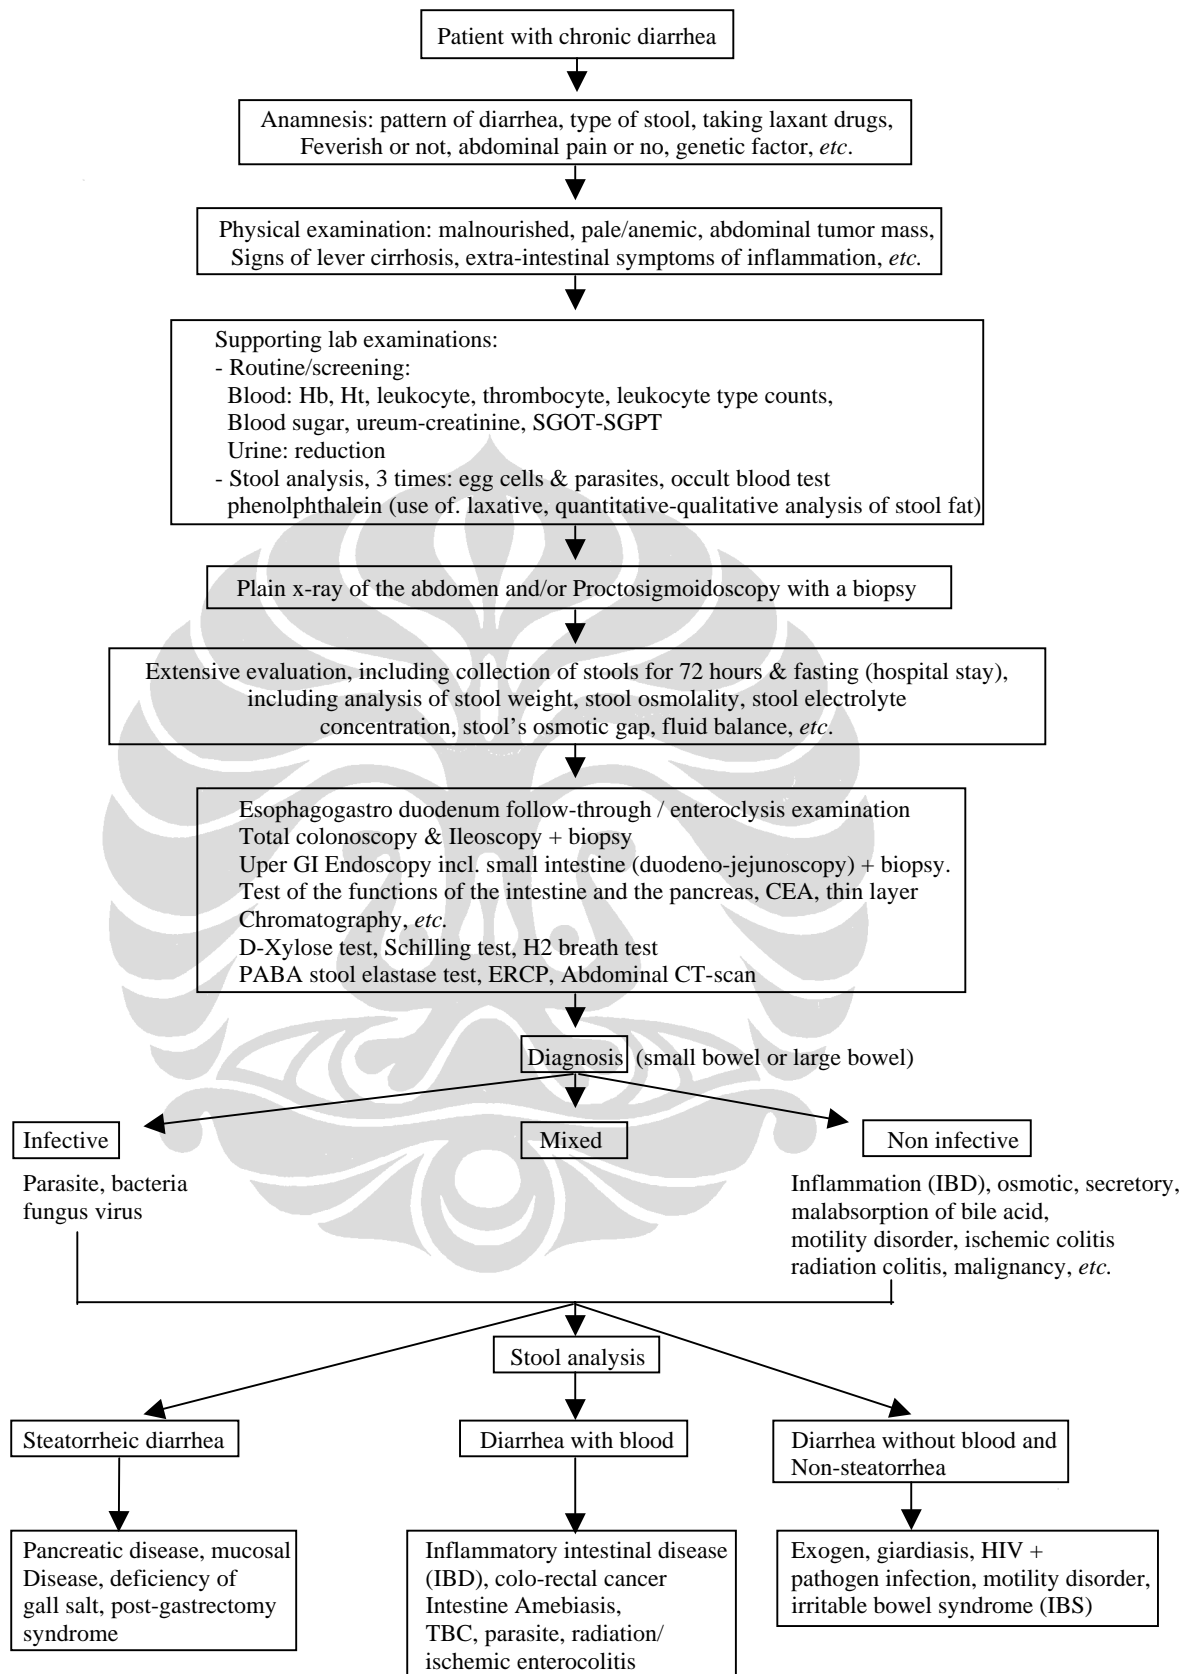 Patient with chronic diarrhea
Anamnesis: pattern of diarrhea, type of stool, taking laxant drugs,
Feverish or not, abdominal pain or no, genetic factor, etc.
Physical examination: malnourished, pale/anemic, abdominal tumor mass,
Signs of lever cirrhosis, extra-intestinal symptoms of inflammation, etc.
Supporting lab examinations:
- Routine/screening:
Blood: Hb, Ht, leukocyte, thrombocyte, leukocyte type counts,
Blood sugar, ureum-creatinine, SGOT-SGPT
Urine: reduction
- Stool analysis, 3 times: egg cells & parasites, occult blood test
phenolphthalein (use of. laxative, quantitative-qualitative analysis of stool fat)
Plain x-ray of the abdomen and/or Proctosigmoidoscopy with a biopsy
Extensive evaluation, including collection of stools for 72 hours & fasting (hospital stay),
including analysis of stool weight, stool osmolality, stool electrolyte
concentration, stool's osmotic gap, fluid balance, etc.
Esophagogastro duodenum follow-through / enteroclysis examination
Total colonoscopy & Ileoscopy + biopsy
Uper GI Endoscopy incl. small intestine (duodeno-jejunoscopy) + biopsy.
Test of the functions of the intestine and the pancreas, CEA, thin layer
Chromatography, etc.
D-Xylose test, Schilling test, H2 breath test
PABA stool elastase test, ERCP, Abdominal CT-scan
Diagnosis (small bowel or large bowel)
Infective
Mixed
Non infective
Parasite, bacteria
fungus virus
Inflammation (IBD), osmotic, secretory,
malabsorption of bile acid,
motility disorder, ischemic colitis
radiation colitis, malignancy, etc.
Stool analysis
Steatorrheic diarrhea
Diarrhea with blood
Diarrhea without blood and
Non-steatorrhea
Pancreatic disease, mucosal
Disease, deficiency of
gall salt, post-gastrectomy
syndrome
Inflammatory intestinal disease
(IBD), colo-rectal cancer
Intestine Amebiasis,
TBC, parasite, radiation/
ischemic enterocolitis
Exogen, giardiasis, HIV +
pathogen infection, motility disorder,
irritable bowel syndrome (IBS)